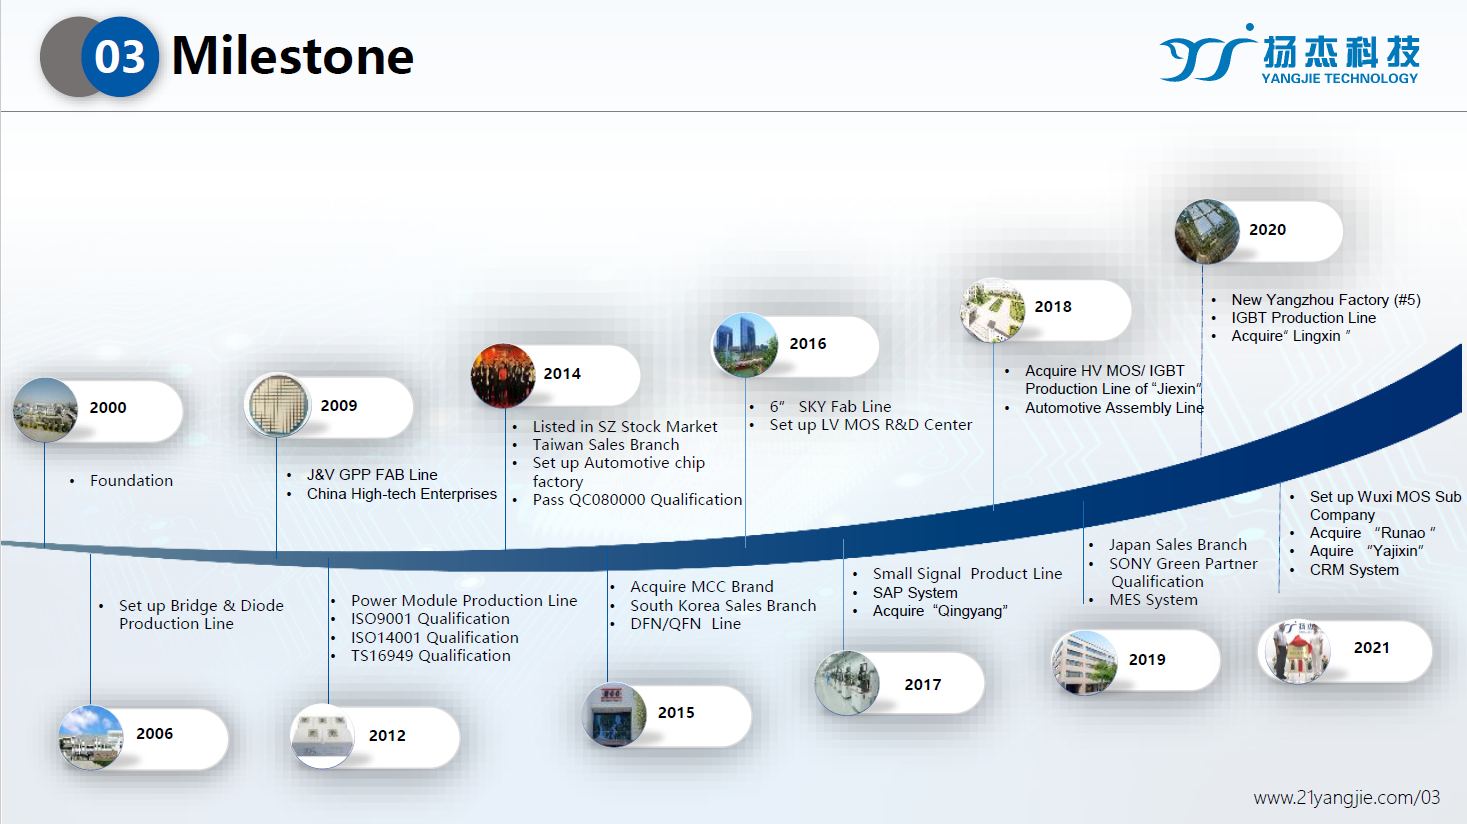 03 Milestone
扬杰科技
YANGJIE TECHNOLOGY
2000
• Foundation
2006
• Set up Bridge & Diode
Production Line
2009
• J&V GPP FAB Line
• China High-tech Enterprises
2012
• Power Module Production Line
• ISO9001 Qualification
• ISO14001 Qualification
• TS16949 Qualification
2014
• Listed in SZ Stock Market
• Taiwan Sales Branch
• Set up Automotive chip
factory
• Pass QC080000 Qualification
2015
• Acquire MCC Brand
• South Korea Sales Branch
• DFN/QFN Line
2016
• 6“ SKY Fab Line
• Set up LV MOS R&D Center
2017
• Small Signal Product Line
• SAP System
• Acquire “Qingyang”
2018
• Acquire HV MOS/ IGBT
Production Line of “Jiexin“
• Automotive Assembly Line
2019
• Japan Sales Branch
• SONY Green Partner
Qualification
• MES System
2020
• New Yangzhou Factory (#5)
• IGBT Production Line
• Acquire“ Lingxin ”
2021
• Set up Wuxi MOS Sub
Company
• Acquire “Runao “
• Aquire “Yajixin“
• CRM System
www.21yangjie.com/03